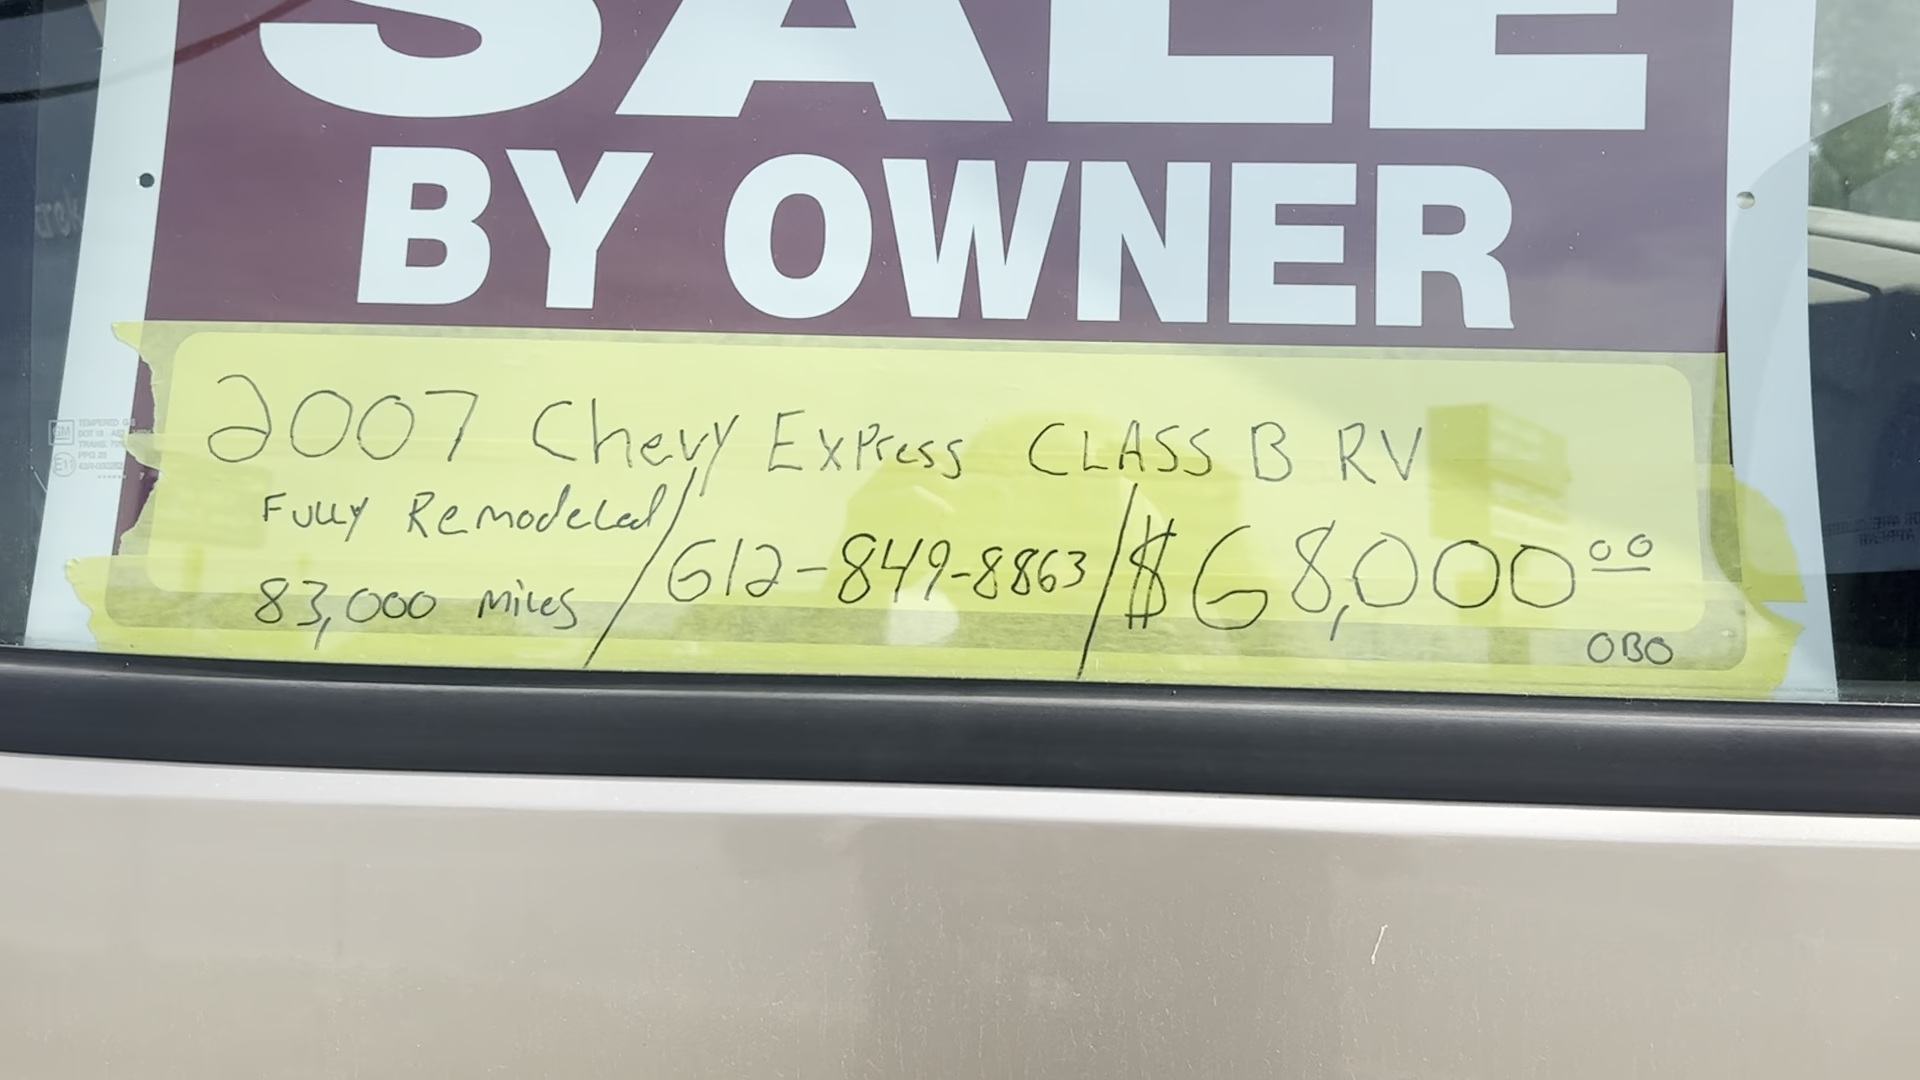 SALE
BY OWNER
2007 Chevy Express CLASS B RV
Fully Remodeled
83,000 miles / 612-849-8863 / $68,000.00
OBO